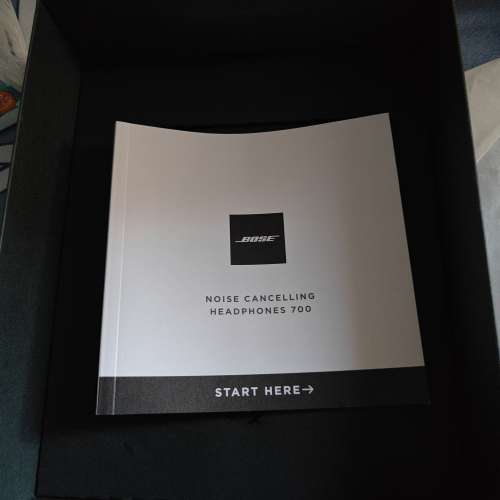 BOSE
NOISE CANCELLING
HEADPHONES 700
START HERE→